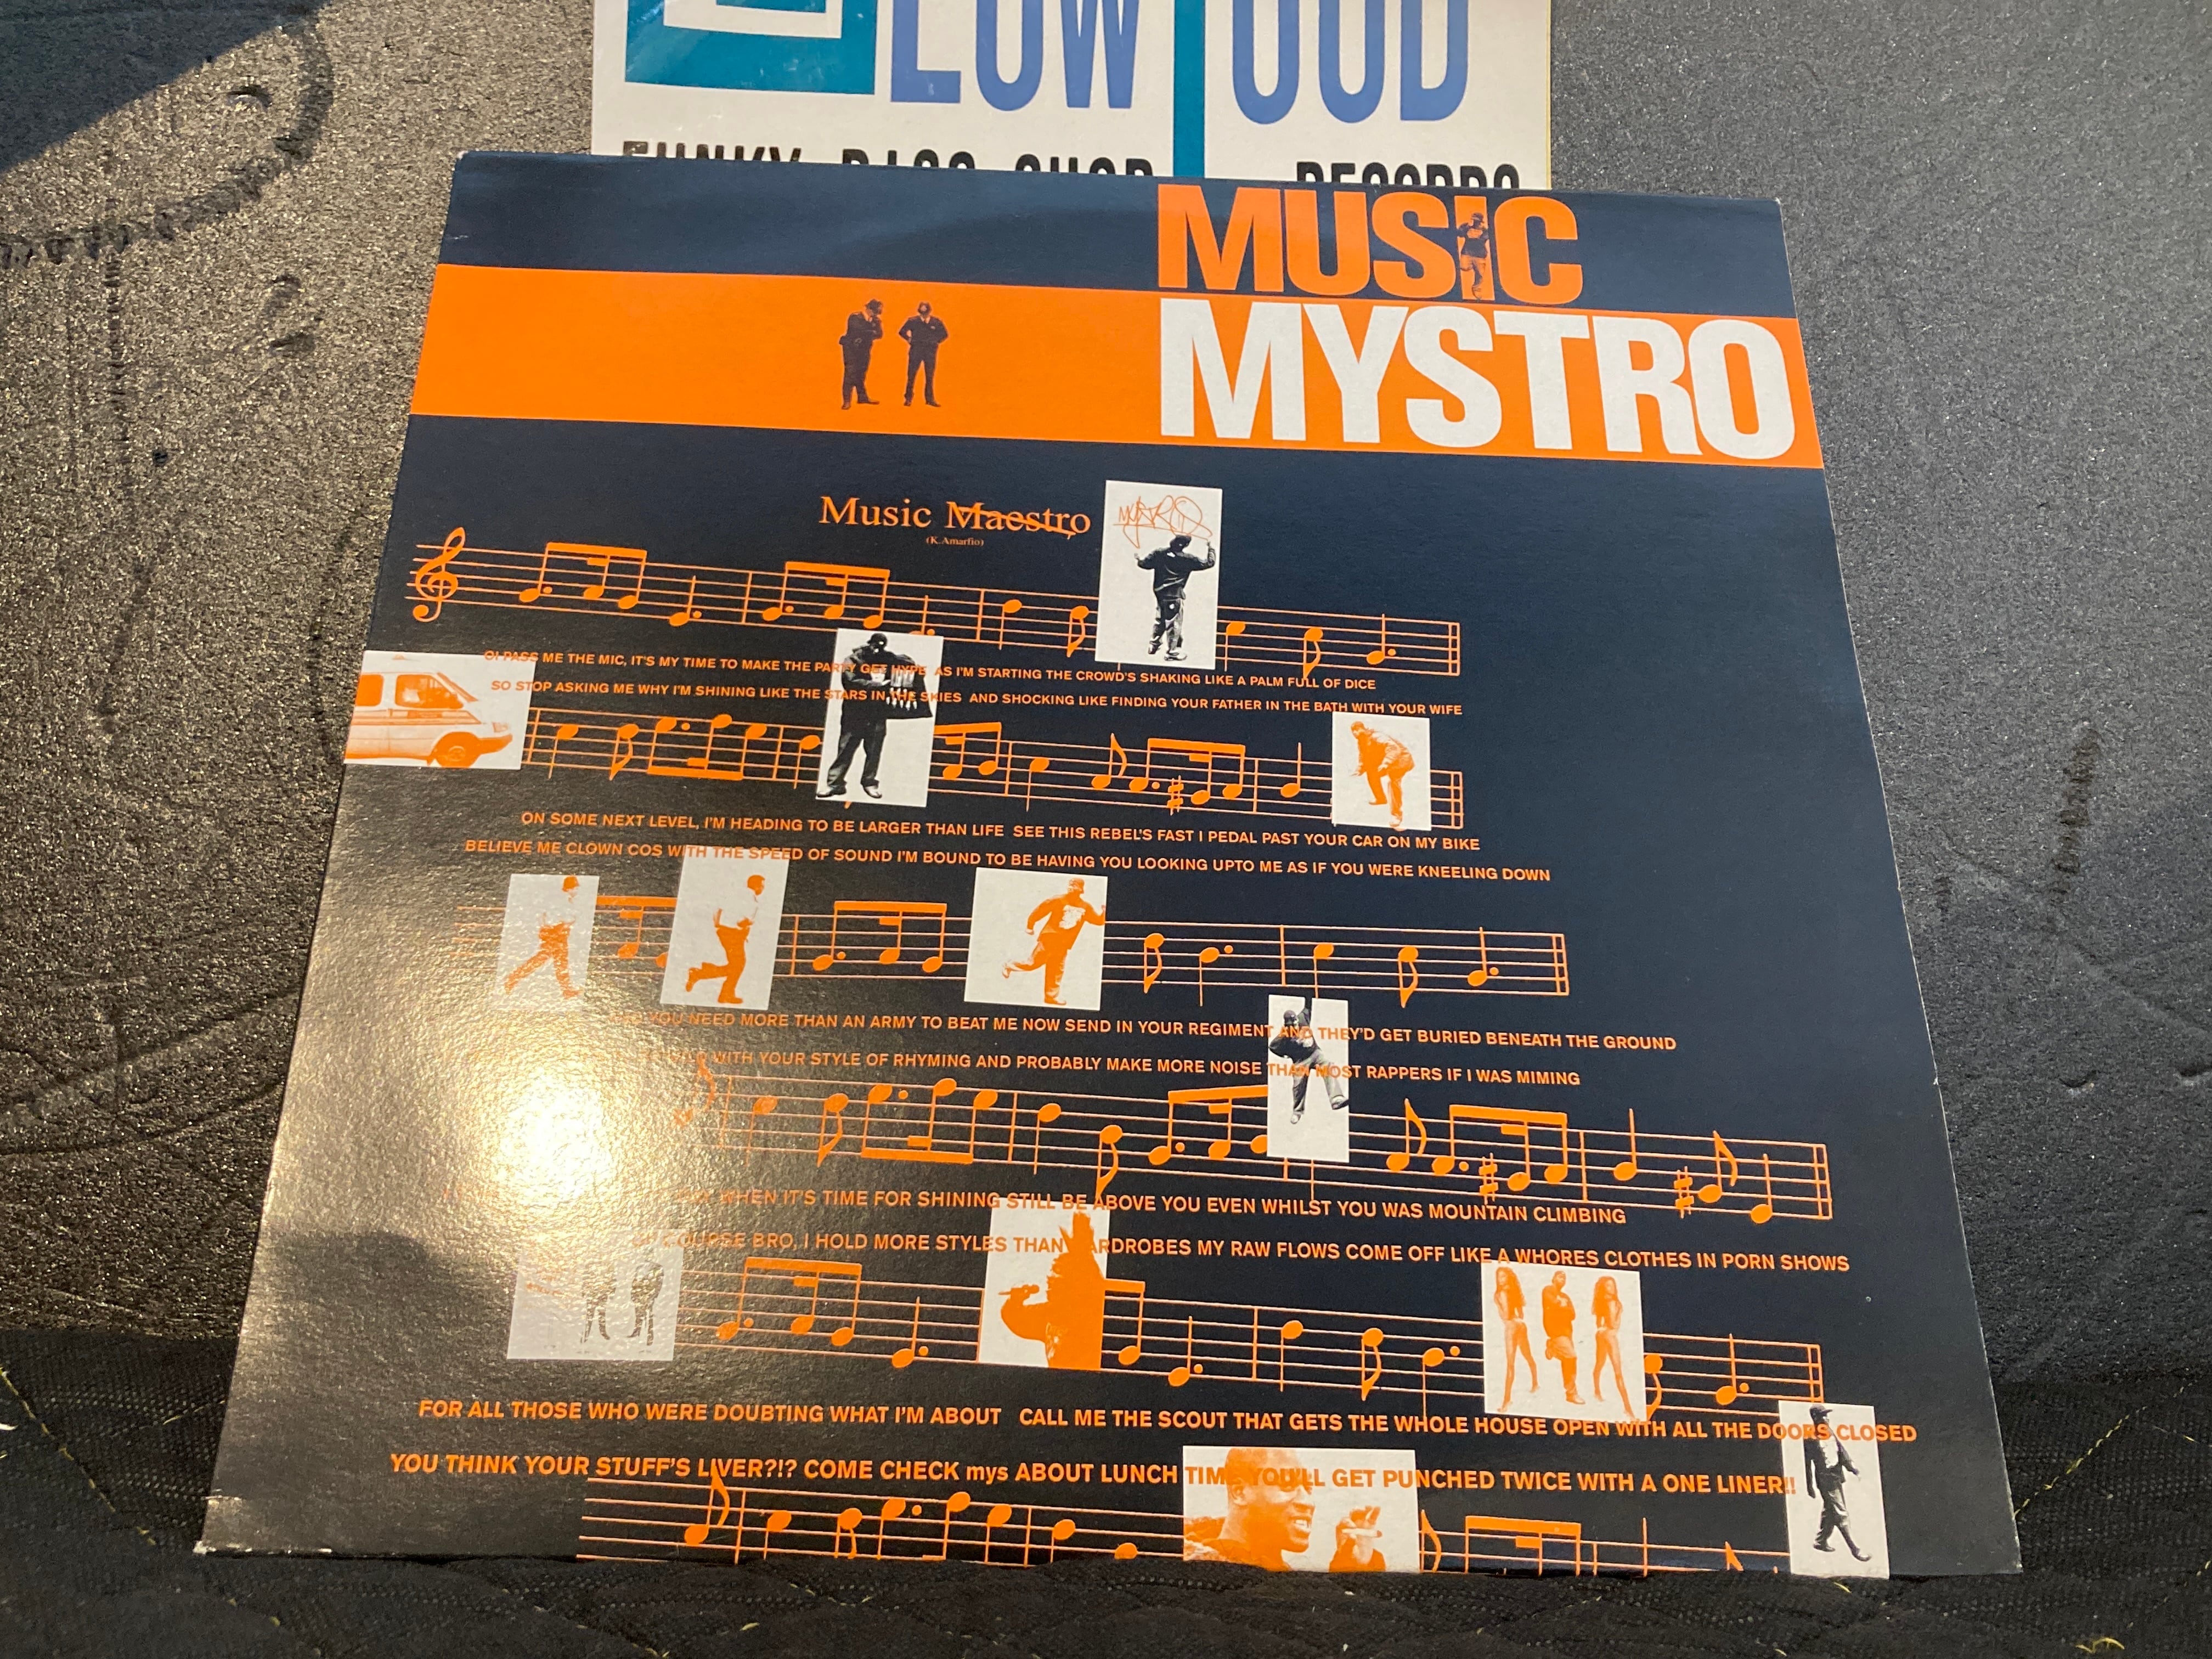 LOW OUD
FUNKY DISC SHOP RECORDS
MUSIC
MYSTRO
Music Maestro
(K.Amarfio)
MYSTRO
OI PASS ME THE MIC, IT'S MY TIME TO MAKE THE PARTY GET HYPE AS I'M STARTING THE CROWD'S SHAKING LIKE A PALM FULL OF DICE
SO STOP ASKING ME WHY I'M SHINING LIKE THE STARS IN THE SKIES AND SHOCKING LIKE FINDING YOUR FATHER IN THE BATH WITH YOUR WIFE
ON SOME NEXT LEVEL, I'M HEADING TO BE LARGER THAN LIFE SEE THIS REBEL'S FAST I PEDAL PAST YOUR CAR ON MY BIKE
BELIEVE ME CLOWN COS WITH THE SPEED OF SOUND I'M BOUND TO BE HAVING YOU LOOKING UPTO ME AS IF YOU WERE KNEELING DOWN
YOU NEED MORE THAN AN ARMY TO BEAT ME NOW SEND IN YOUR REGIMENT AND THEY'D GET BURIED BENEATH THE GROUND
WITH YOUR STYLE OF RHYMING AND PROBABLY MAKE MORE NOISE THAN MOST RAPPERS IF I WAS MIMING
WHEN IT'S TIME FOR SHINING STILL BE ABOVE YOU EVEN WHILST YOU WAS MOUNTAIN CLIMBING
OF COURSE BRO, I HOLD MORE STYLES THAN WARDROBES MY RAW FLOWS COME OFF LIKE A WHORES CLOTHES IN PORN SHOWS
FOR ALL THOSE WHO WERE DOUBTING WHAT I'M ABOUT CALL ME THE SCOUT THAT GETS THE WHOLE HOUSE OPEN WITH ALL THE DOORS CLOSED
YOU THINK YOUR STUFF'S LIVER?!? COME CHECK mys ABOUT LUNCH TIME YOU'LL GET PUNCHED TWICE WITH A ONE LINER!!